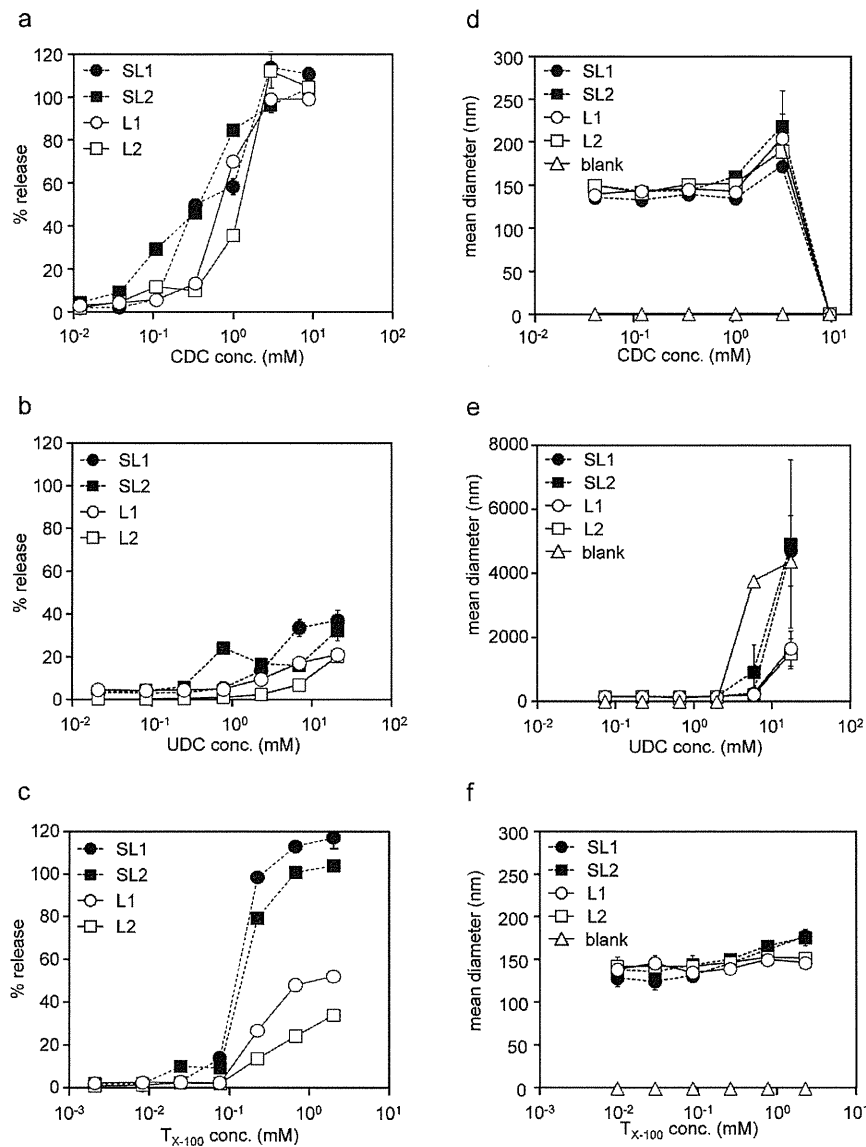 a
120
100
80
60
40
20
0
% release
SL1
SL2
L1
L2
10-2 10-1 100 101 102
CDC conc. (mM)
d
300
250
200
150
100
50
0
mean diameter (nm)
SL1
SL2
L1
L2
blank
10-2 10-1 100 101
CDC conc. (mM)
b
120
100
80
60
40
20
0
% release
SL1
SL2
L1
L2
10-2 10-1 100 101 102
UDC conc. (mM)
e
8000
6000
4000
2000
0
mean diameter (nm)
SL1
SL2
L1
L2
blank
10-2 10-1 100 101 102
UDC conc. (mM)
c
120
100
80
60
40
20
0
% release
SL1
SL2
L1
L2
10-3 10-2 10-1 100 101
TX-100 conc. (mM)
f
300
250
200
150
100
50
0
mean diameter (nm)
SL1
SL2
L1
L2
blank
10-3 10-2 10-1 100 101
TX-100 conc. (mM)